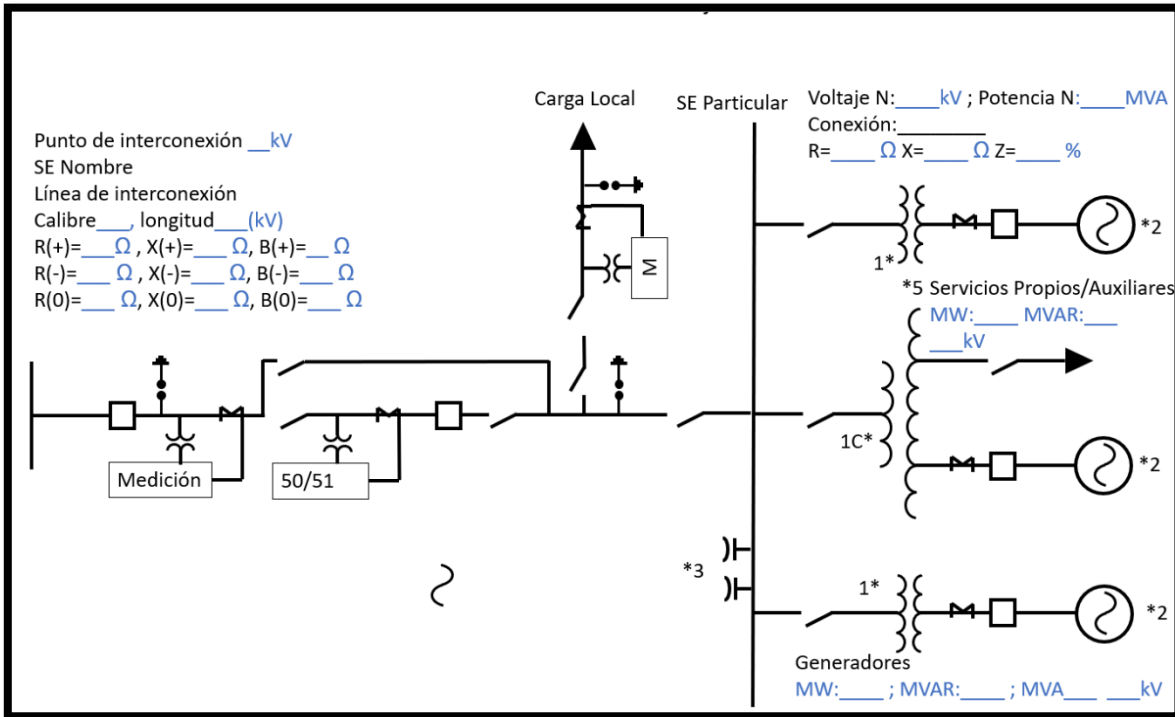 Carga Local
SE Particular
Voltaje N:____kV ; Potencia N:____MVA
Conexión:________
R=____ Ω X=____ Ω Z=____ %
Punto de interconexión __kV
SE Nombre
Línea de interconexión
Calibre___, longitud___(kV)
R(+)=___Ω , X(+)=___ Ω, B(+)=__ Ω
R(-)=___ Ω , X(-)=___ Ω, B(-)=___ Ω
R(0)=___ Ω, X(0)=___ Ω, B(0)=___ Ω
M
*2
1*
*5 Servicios Propios/Auxiliares
MW:____ MVAR:___
___kV
1C*
Medición
50/51
*2
*3
1*
*2
Generadores
MW:____ ; MVAR:____ ; MVA___ ___kV